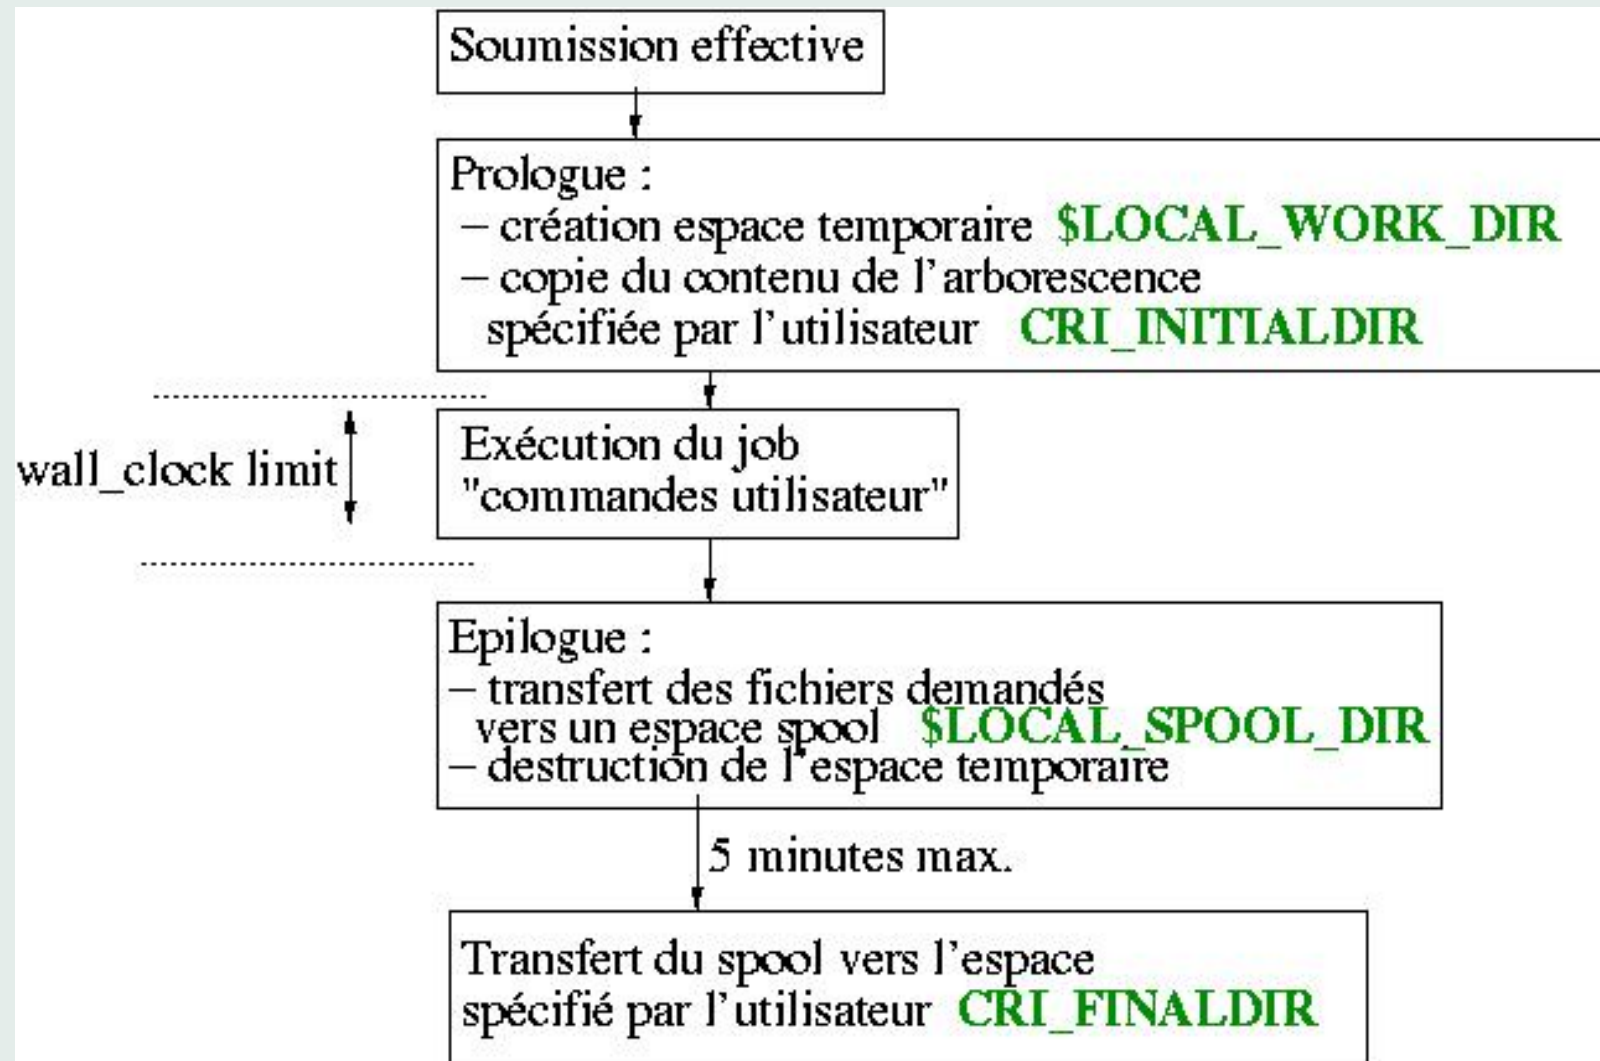 Soumission effective
Prologue :
– création espace temporaire $LOCAL_WORK_DIR
– copie du contenu de l'arborescence
spécifiée par l'utilisateur CRI_INITIALDIR
wall_clock limit
Exécution du job
"commandes utilisateur"
Epilogue :
– transfert des fichiers demandés
vers un espace spool $LOCAL_SPOOL_DIR
– destruction de l'espace temporaire
5 minutes max.
Transfert du spool vers l'espace
spécifié par l'utilisateur CRI_FINALDIR